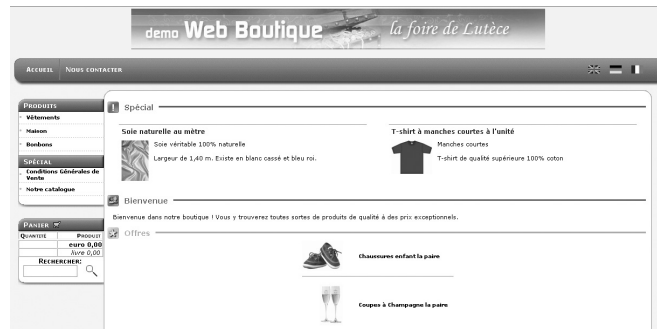 demo Web Boutique la foire de Lutèce
ACCUEIL NOUS CONTACTER
PRODUITS
Vêtements
Maison
Bonbons
SPÉCIAL
Conditions Générales de
Vente
Notre catalogue
PANIER
QUANTITÉ PRODUIT
euro 0,00
livre 0,00
RECHERCHER:
Spécial
Soie naturelle au mètre
Soie véritable 100% naturelle
Largeur de 1,40 m. Existe en blanc cassé et bleu roi.
T-shirt à manches courtes à l'unité
Manches courtes
T-shirt de qualité supérieure 100% coton
Bienvenue
Bienvenue dans notre boutique ! Vous y trouverez toutes sortes de produits de qualité à des prix exceptionnels.
Offres
Chaussures enfant la paire
Coupes à Champagne la paire